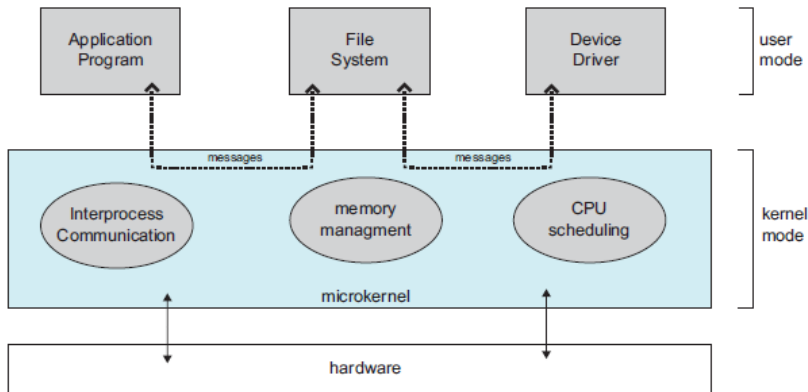 Application
Program
File
System
Device
Driver
user
mode
messages
messages
Interprocess
Communication
memory
managment
CPU
scheduling
kernel
mode
microkernel
hardware